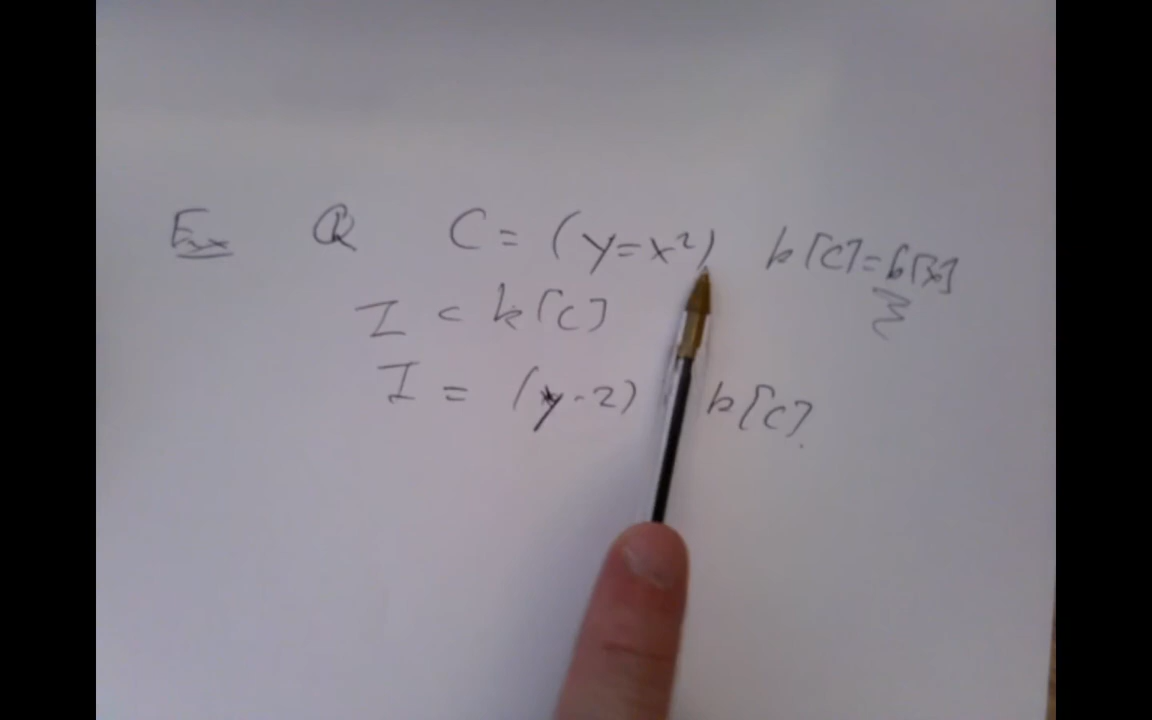 Ex Q C = (y=x²) k[C]=k[x]
I ⊂ k[C]
I = (y-2) k[C].